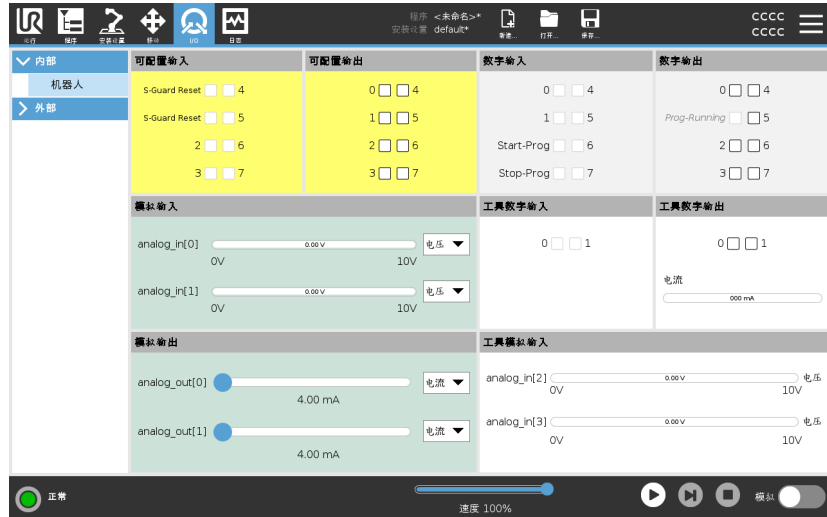 UR
程序 <未命名>*
安装设置 default*
运行 程序 安装设置 移动 I/O 日志 新建... 打开... 保存...
CCCC
CCCC
内部
机器人
外部
可配置输入
S-Guard Reset 4
S-Guard Reset 5
2 6
3 7
可配置输出
0 4
1 5
2 6
3 7
数字输入
0 4
1 5
Start-Prog 6
Stop-Prog 7
数字输出
0 4
Prog-Running 5
2 6
3 7
模拟输入
analog_in[0] 0.00 V 电压
0V 10V
analog_in[1] 0.00 V 电压
0V 10V
工具数字输入
0 1
工具数字输出
0 1
电流
000 mA
模拟输出
analog_out[0] 电流
4.00 mA
analog_out[1] 电流
4.00 mA
工具模拟输入
analog_in[2] 0.00 V 电压
0V 10V
analog_in[3] 0.00 V 电压
0V 10V
正常
速度 100%
模拟